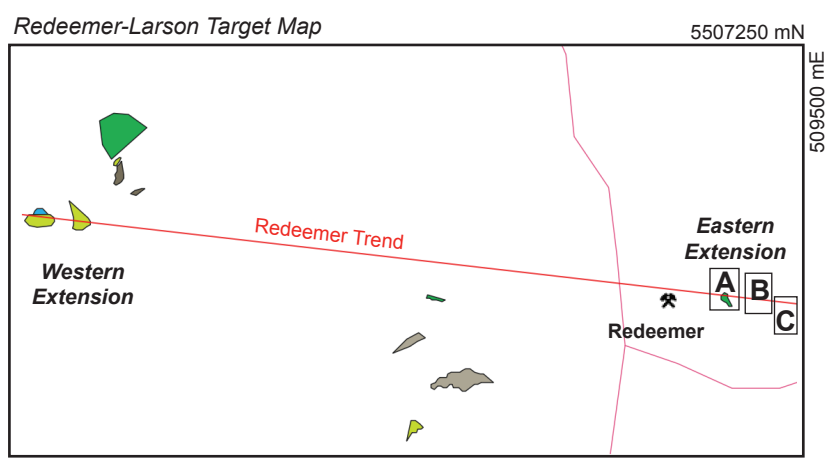 Redeemer-Larson Target Map
5507250 mN
509500 mE
Redeemer Trend
Eastern
Extension
Western
Extension
A
B
C
Redeemer